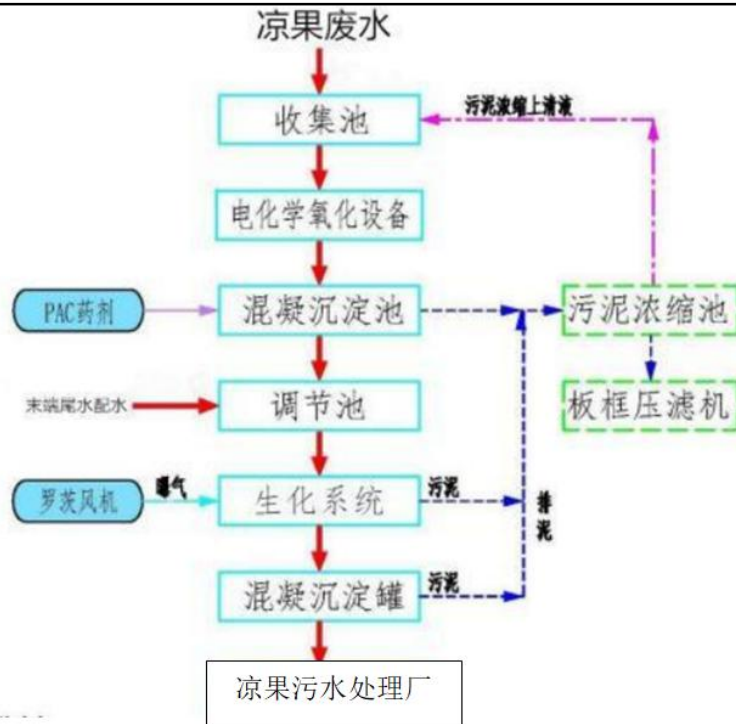 凉果废水
收集池
污泥浓缩上清液
电化学氧化设备
PAC药剂
混凝沉淀池
污泥浓缩池
末端尾水配水
调节池
板框压滤机
罗茨风机
曝气
生化系统
污泥
排泥
混凝沉淀罐
污泥
凉果污水处理厂